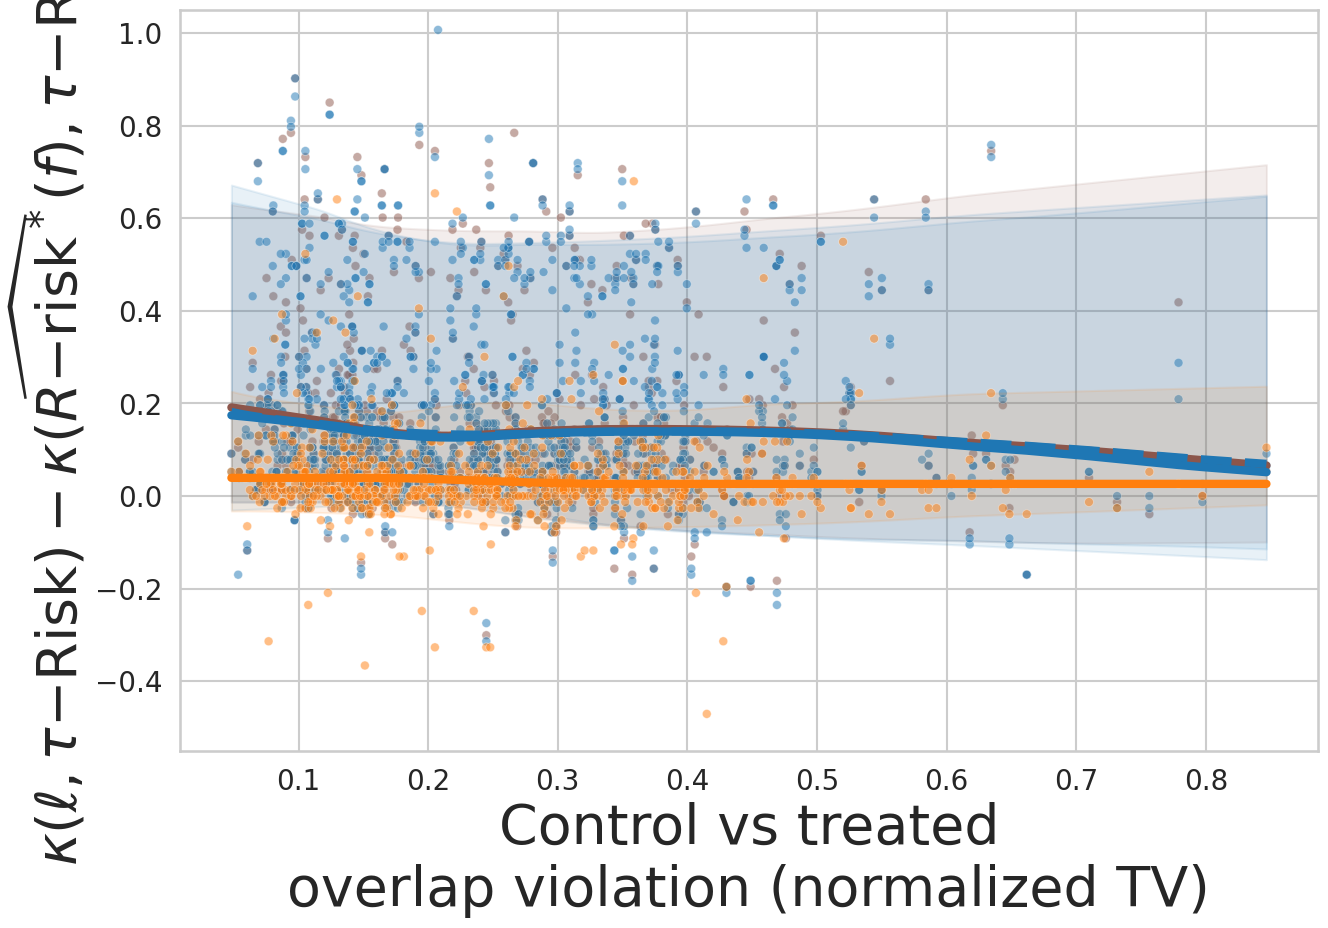 κ(ℓ, τ−Risk) − κ(R−risk^*(f), τ−R
1.0
0.8
0.6
0.4
0.2
0.0
−0.2
−0.4
0.1 0.2 0.3 0.4 0.5 0.6 0.7 0.8
Control vs treated
overlap violation (normalized TV)